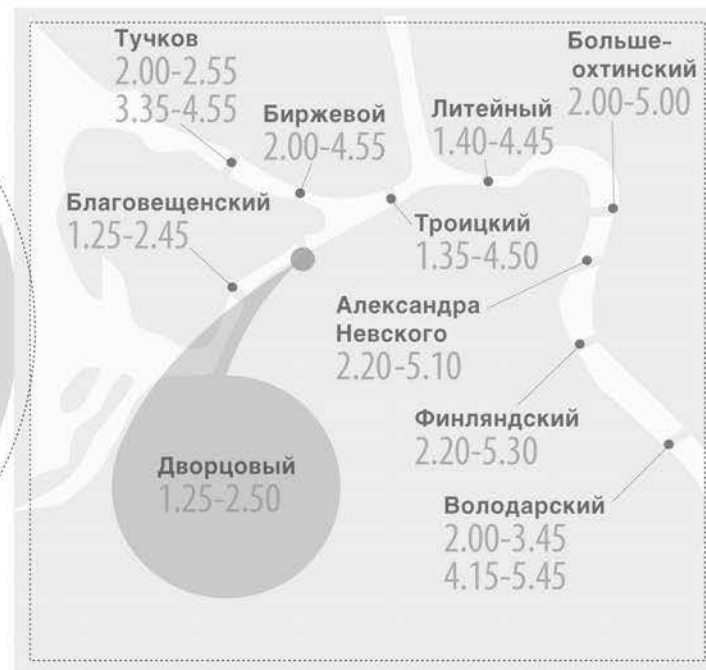 Тучков
2.00-2.55
3.35-4.55
Биржевой
2.00-4.55
Литейный
1.40-4.45
Больше-
охтинский
2.00-5.00
Благовещенский
1.25-2.45
Троицкий
1.35-4.50
Александра
Невского
2.20-5.10
Финляндский
2.20-5.30
Дворцовый
1.25-2.50
Володарский
2.00-3.45
4.15-5.45